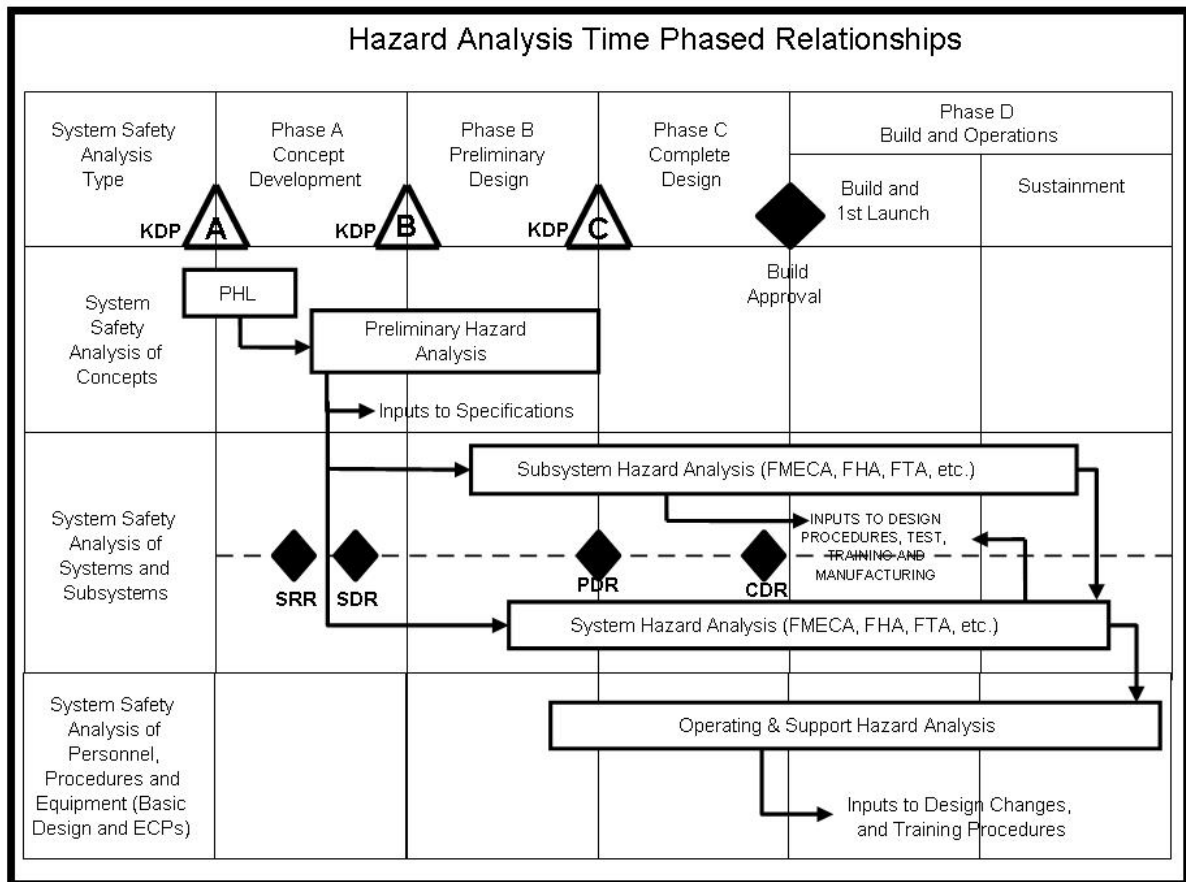 Hazard Analysis Time Phased Relationships
System Safety
Analysis
Type
Phase A
Concept
Development
Phase B
Preliminary
Design
Phase C
Complete
Design
Phase D
Build and Operations
Build and
1st Launch
Sustainment
KDP
A
KDP
B
KDP
C
Build
Approval
System
Safety
Analysis of
Concepts
PHL
Preliminary Hazard
Analysis
Inputs to Specifications
System Safety
Analysis of
Systems and
Subsystems
Subsystem Hazard Analysis (FMECA, FHA, FTA, etc.)
INPUTS TO DESIGN
PROCEDURES, TEST,
TRAINING AND
MANUFACTURING
SRR
SDR
PDR
CDR
System Hazard Analysis (FMECA, FHA, FTA, etc.)
System Safety
Analysis of
Personnel,
Procedures and
Equipment (Basic
Design and ECPs)
Operating & Support Hazard Analysis
Inputs to Design Changes,
and Training Procedures